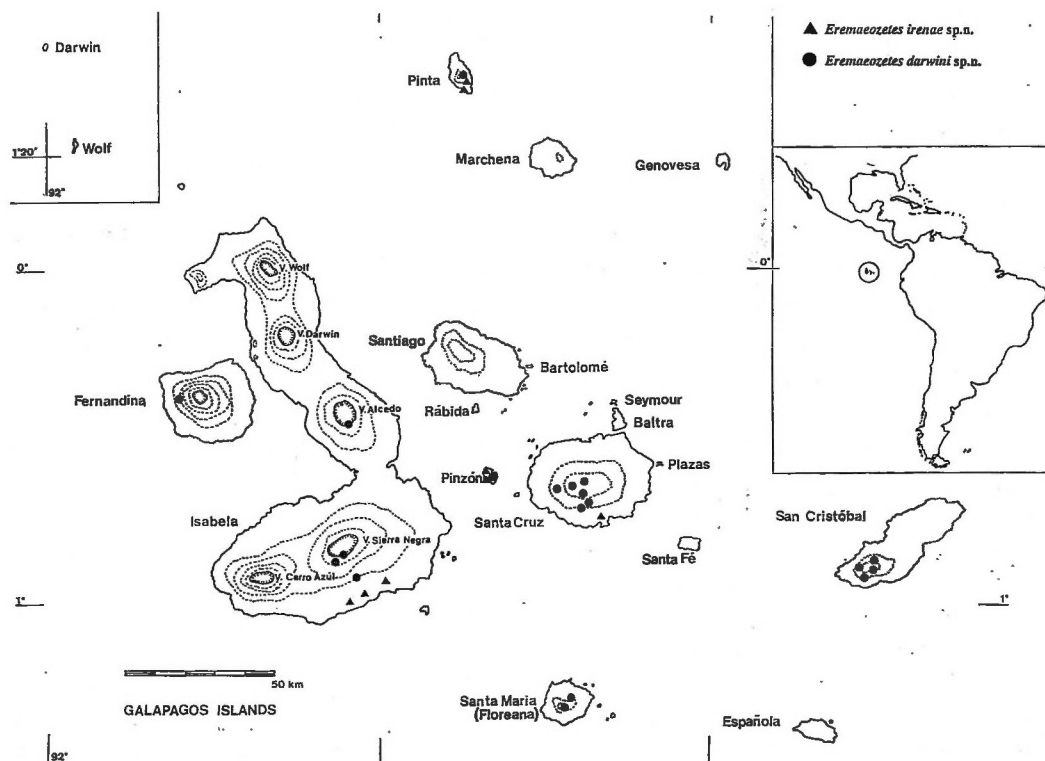 Darwin
1°20'
Wolf
92°
Pinta
Marchena
Genovesa
▲ Eremaeozetes irenae sp.n.
● Eremaeozetes darwini sp.n.
0°
0°
V. Wolf
V. Darwin
Santiago
Bartolomé
Fernandina
V. Alcedo
Rábida
Seymour
Baltra
Pinzón
Plazas
Isabela
Santa Cruz
San Cristóbal
V. Sierra Negra
Santa Fé
V. Cerro Azúl
1°
1°
50 km
GALAPAGOS ISLANDS
Santa Maria
(Floreana)
Española
92°